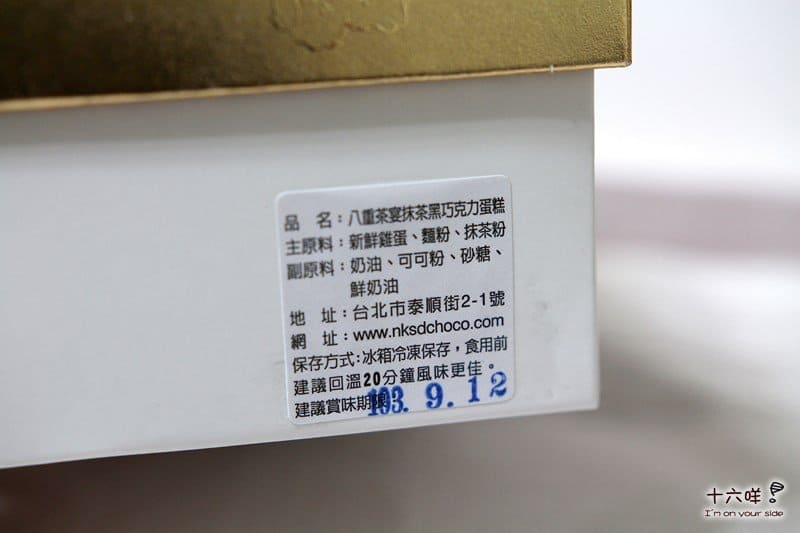 品 名：八重茶宴抹茶黑巧克力蛋糕
主原料：新鮮雞蛋、麵粉、抹茶粉
副原料：奶油、可可粉、砂糖、
鮮奶油
地 址：台北市泰順街2-1號
網 址：www.nksdchoco.com
保存方式：冰箱冷凍保存，食用前
建議回溫20分鐘風味更佳。
建議賞味期限：103. 9. 12
十六咩
I'm on your side